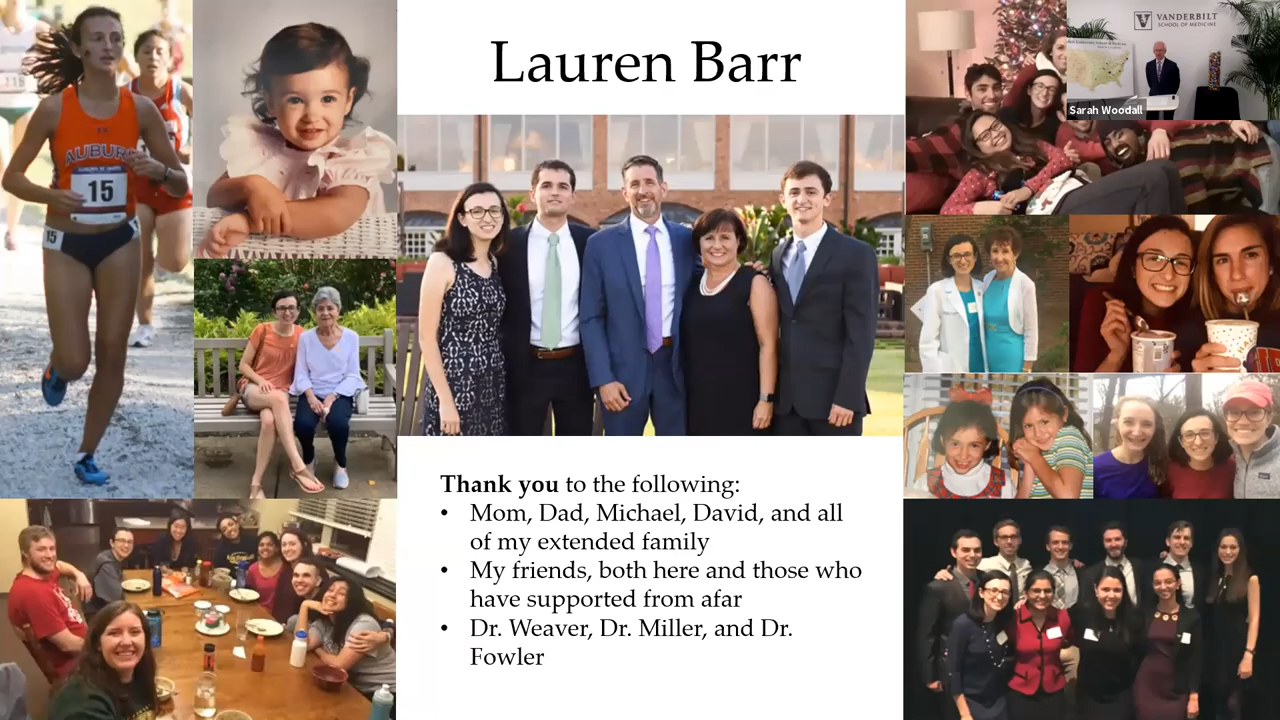 Lauren Barr
VANDERBILT
SCHOOL OF MEDICINE
Sarah Woodall
AUBURN
15
15
Thank you to the following:
• Mom, Dad, Michael, David, and all
of my extended family
• My friends, both here and those who
have supported from afar
• Dr. Weaver, Dr. Miller, and Dr.
Fowler